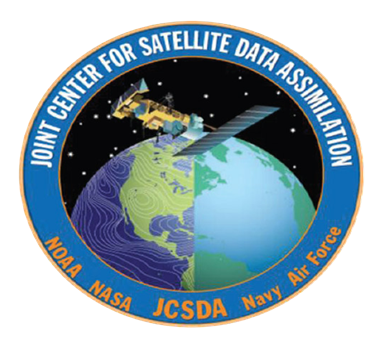 JOINT CENTER FOR SATELLITE DATA ASSIMILATION
NOAA NASA JCSDA Navy Air Force